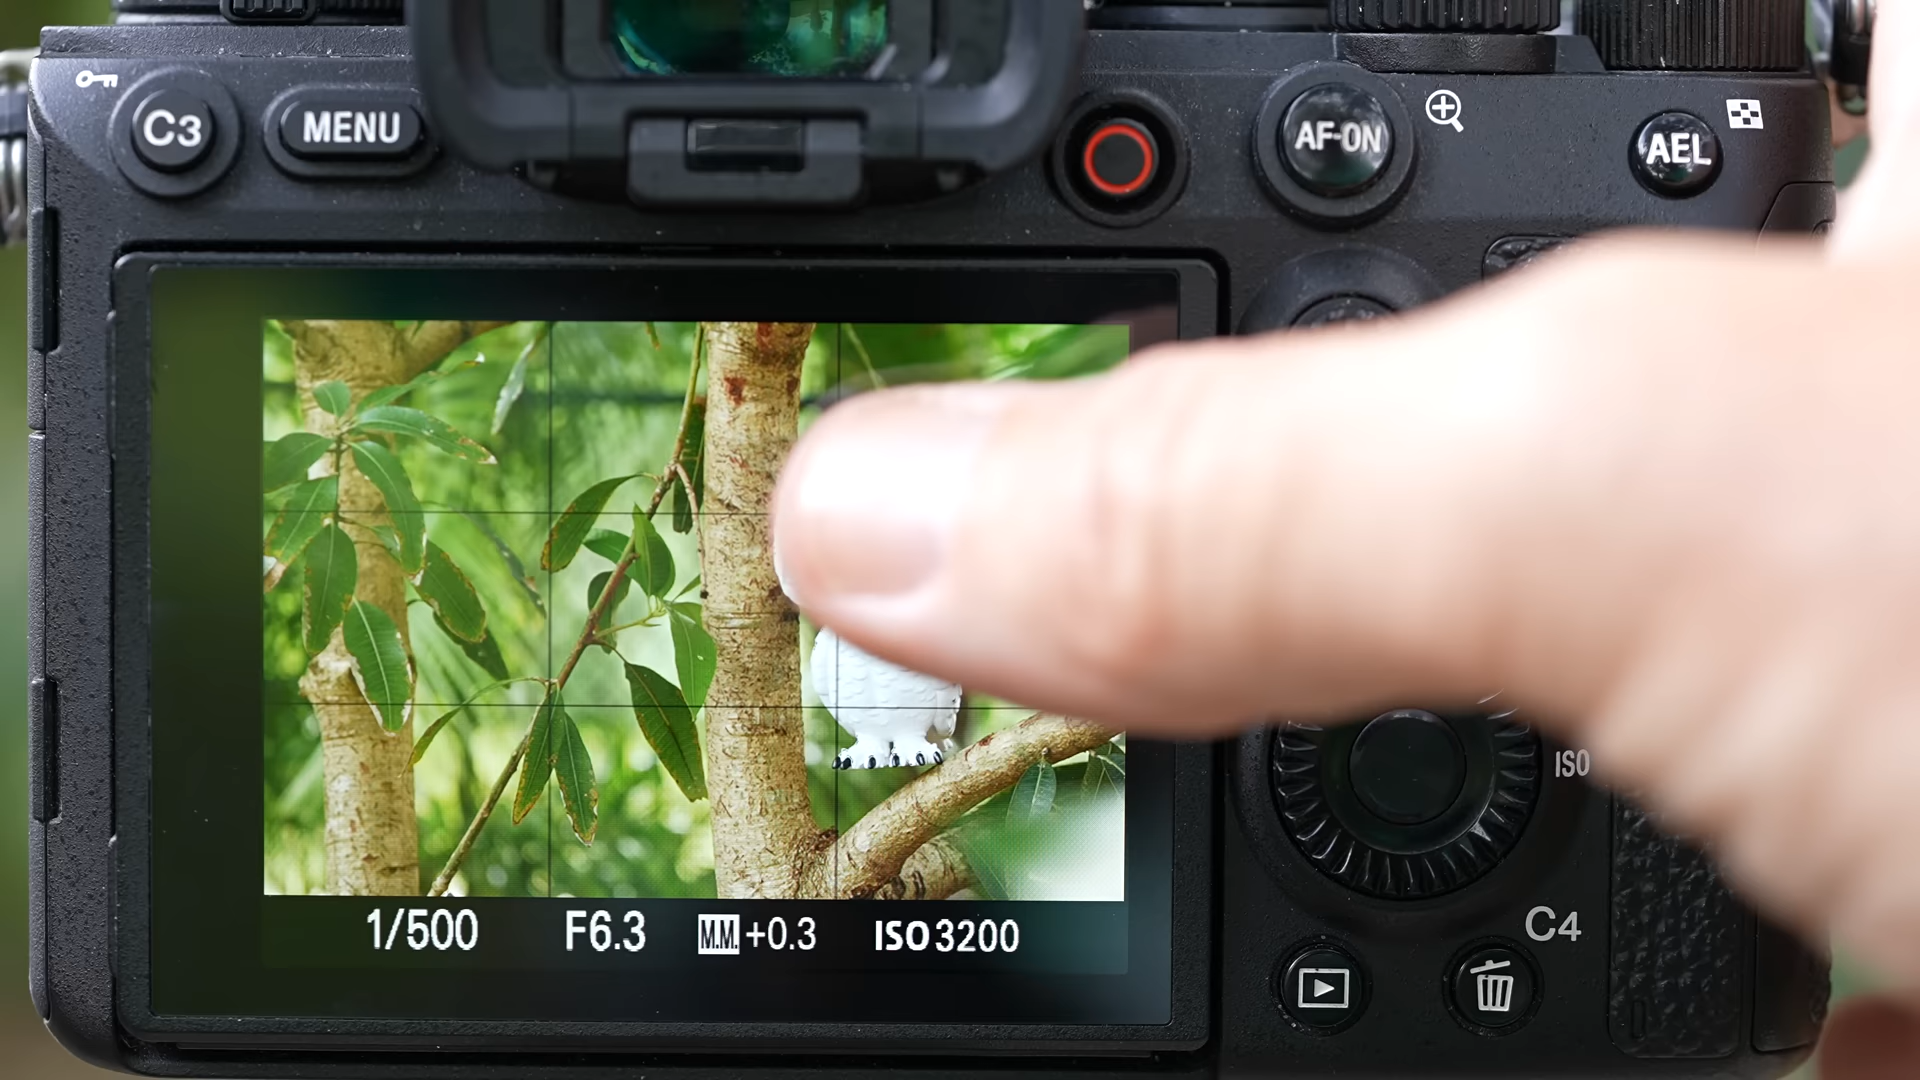 C3 MENU AF-ON AEL
ISO
C4
1/500 F6.3 M.M. +0.3 ISO 3200